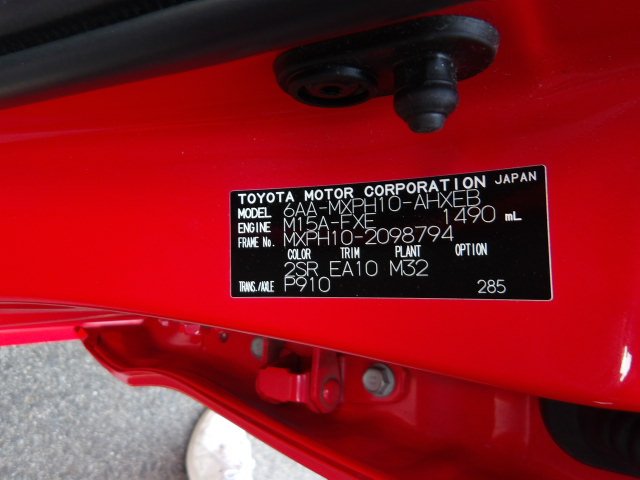 TOYOTA MOTOR CORPORATION JAPAN
MODEL 6AA-MXPH10-AHXEB
ENGINE M15A-FXE 1490 mL
FRAME No. MXPH10-2098794
COLOR TRIM PLANT OPTION
2SR EA10 M32
TRANS./AXLE P910 285